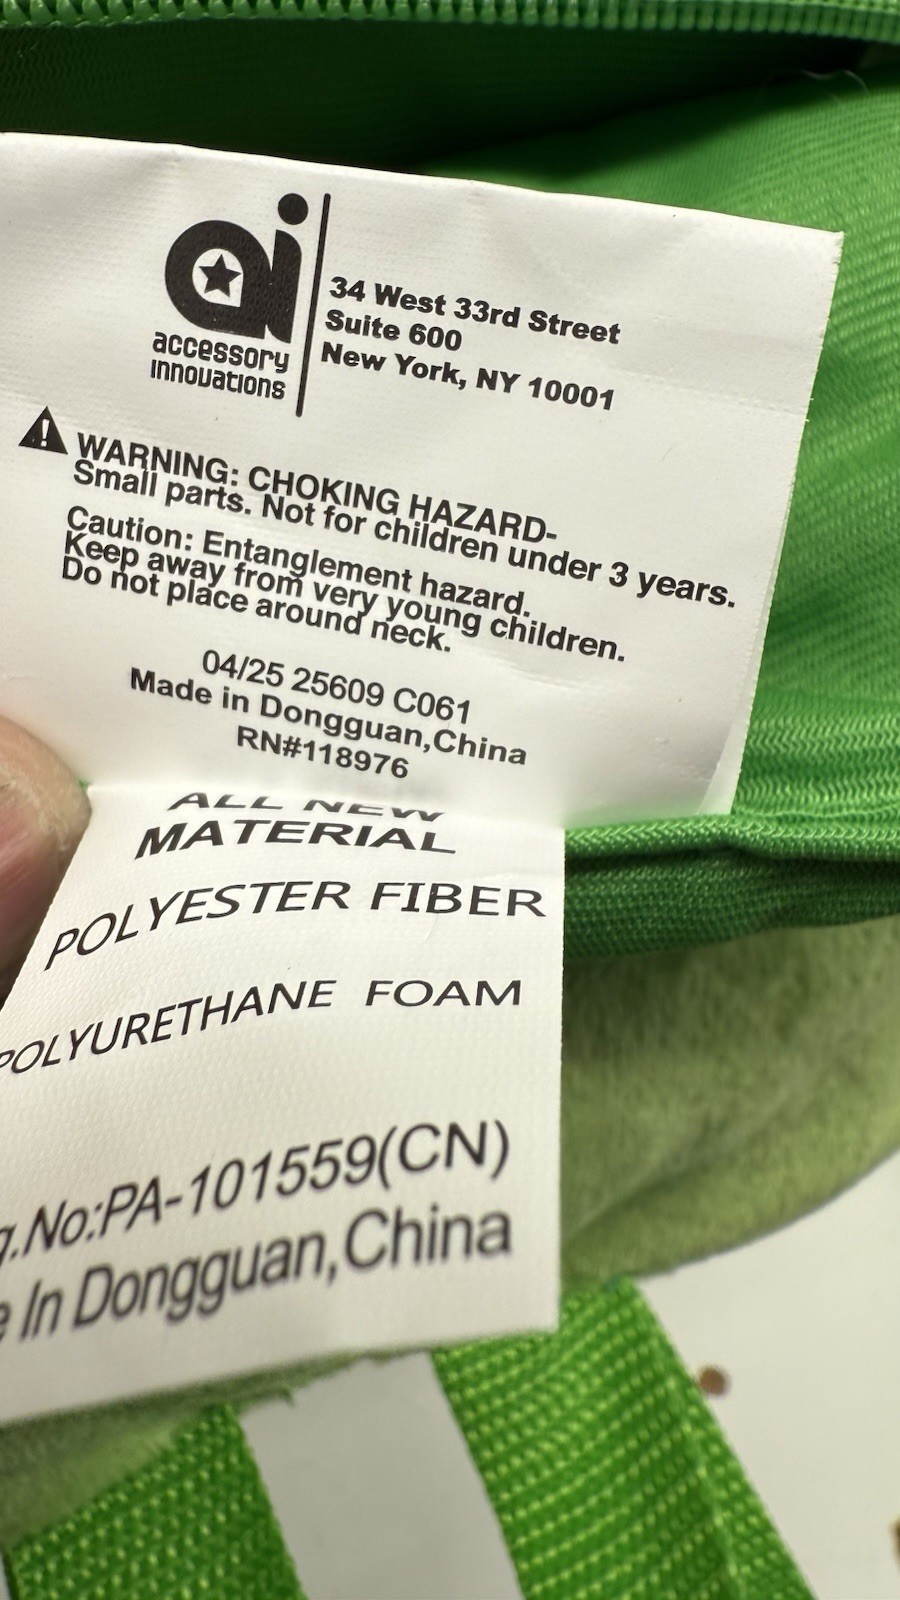 ai
accessory
innovations
34 West 33rd Street
Suite 600
New York, NY 10001
WARNING: CHOKING HAZARD-
Small parts. Not for children under 3 years.
Caution: Entanglement hazard.
Keep away from very young children.
Do not place around neck.
04/25 25609 C061
Made in Dongguan,China
RN#118976
ALL NEW
MATERIAL
POLYESTER FIBER
POLYURETHANE FOAM
g.No:PA-101559(CN)
e In Dongguan,China